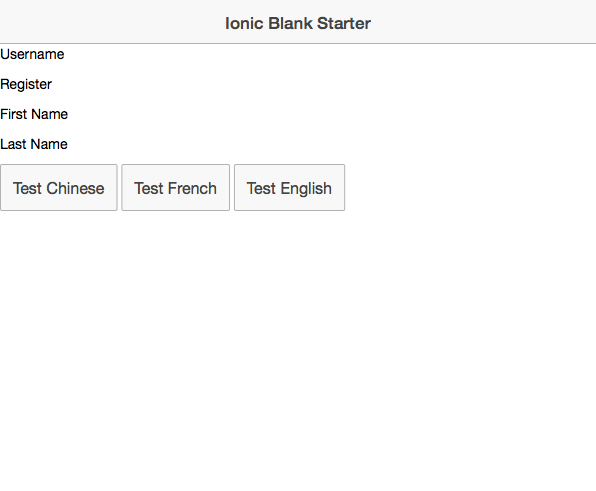 Ionic Blank Starter
Username
Register
First Name
Last Name
Test Chinese Test French Test English